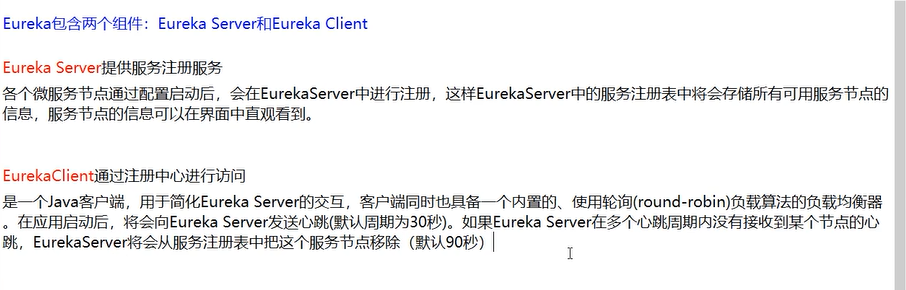 Eureka包含两个组件：Eureka Server和Eureka Client
Eureka Server提供服务注册服务
各个微服务节点通过配置启动后，会在EurekaServer中进行注册，这样EurekaServer中的服务注册表中将会存储所有可用服务节点的
信息，服务节点的信息可以在界面中直观看到。
EurekaClient通过注册中心进行访问
是一个Java客户端，用于简化Eureka Server的交互，客户端同时也具备一个内置的、使用轮询(round-robin)负载算法的负载均衡器
。在应用启动后，将会向Eureka Server发送心跳(默认周期为30秒)。如果Eureka Server在多个心跳周期内没有接收到某个节点的心
跳，EurekaServer将会从服务注册表中把这个服务节点移除（默认90秒）